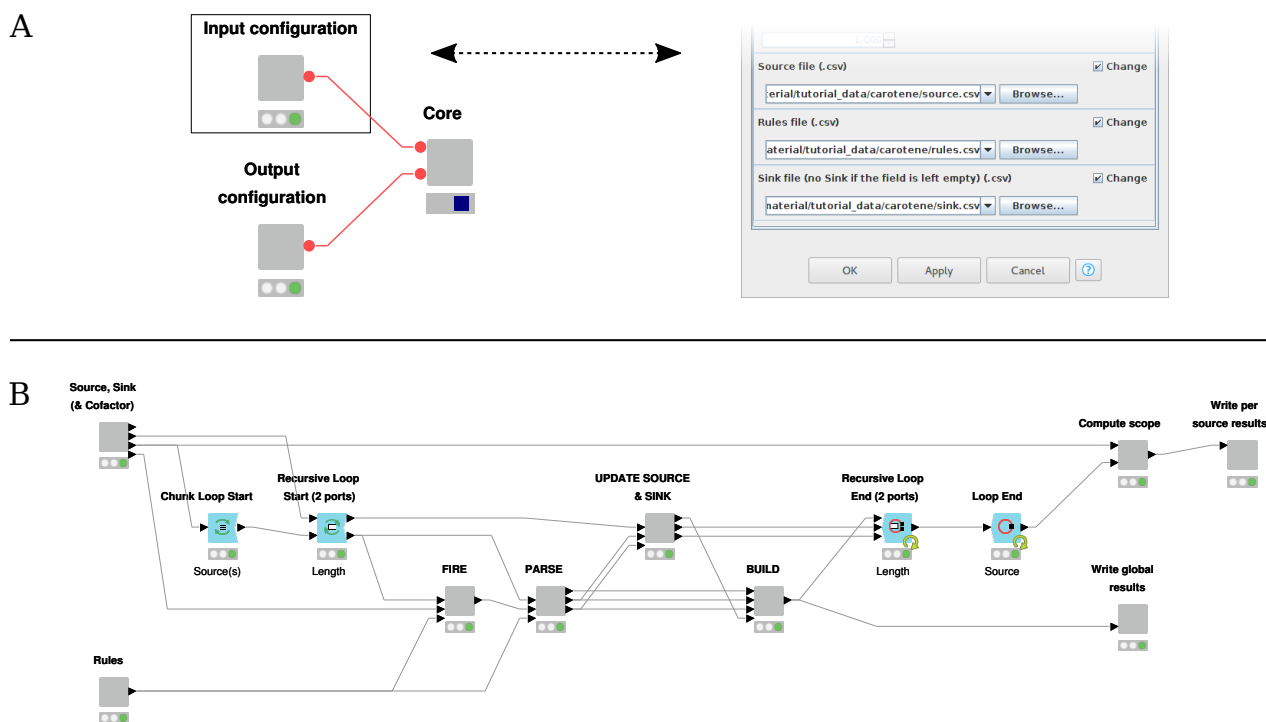 A
Input configuration
Core
Output
configuration
1.000
Source file (.csv)
Change
:erial/tutorial_data/carotene/source.csv
Browse...
Rules file (.csv)
Change
aterial/tutorial_data/carotene/rules.csv
Browse...
Sink file (no Sink if the field is left empty) (.csv)
Change
naterial/tutorial_data/carotene/sink.csv
Browse...
OK
Apply
Cancel
?
B
Source, Sink
(& Cofactor)
Compute scope
Write per
source results
Chunk Loop Start
Source(s)
Recursive Loop
Start (2 ports)
Length
UPDATE SOURCE
& SINK
Recursive Loop
End (2 ports)
Length
Loop End
Source
FIRE
PARSE
BUILD
Write global
results
Rules